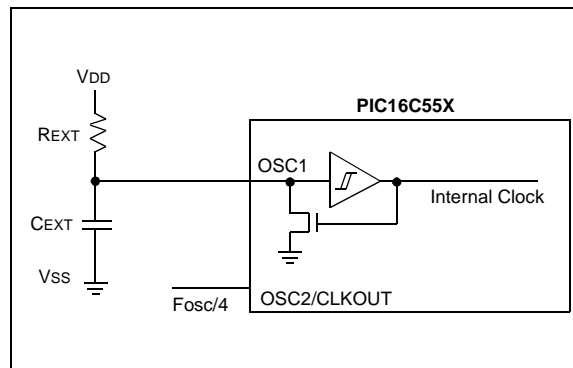 VDD
PIC16C55X
REXT
OSC1
Internal Clock
CEXT
VSS
Fosc/4
OSC2/CLKOUT